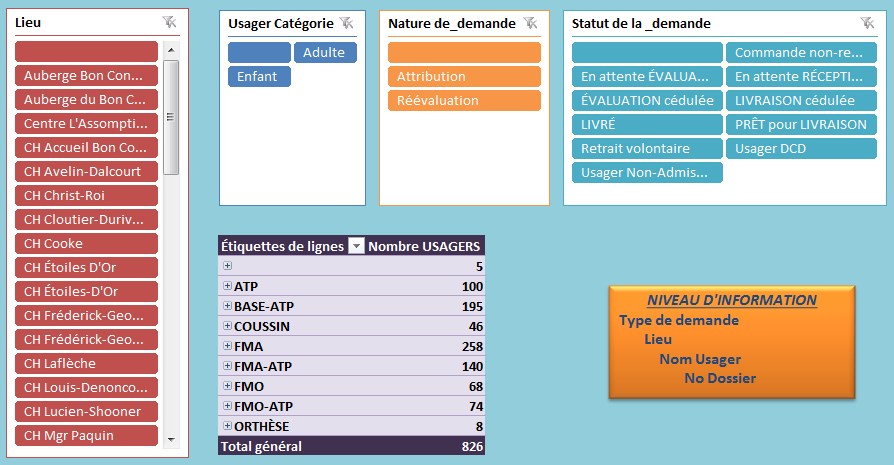 Lieu
Auberge Bon Con...
Auberge du Bon C...
Centre L'Assompti...
CH Accueil Bon Co...
CH Avelin-Dalcourt
CH Christ-Roi
CH Cloutier-Duriv...
CH Cooke
CH Étoiles D'Or
CH Étoiles-D'Or
CH Fréderick-Geo...
CH Frédérick-Geo...
CH Laflèche
CH Louis-Denonco...
CH Lucien-Shooner
CH Mgr Paquin
Usager Catégorie
Adulte
Enfant
Nature de_demande
Attribution
Réévaluation
Statut de la _demande
Commande non-re...
En attente ÉVALUA...
En attente RÉCEPTI...
ÉVALUATION cédulée
LIVRAISON cédulée
LIVRÉ
PRÊT pour LIVRAISON
Retrait volontaire
Usager DCD
Usager Non-Admis...
Étiquettes de lignes Nombre USAGERS
5
ATP 100
BASE-ATP 195
COUSSIN 46
FMA 258
FMA-ATP 140
FMO 68
FMO-ATP 74
ORTHÈSE 8
Total général 826
NIVEAU D'INFORMATION
Type de demande
Lieu
Nom Usager
No Dossier